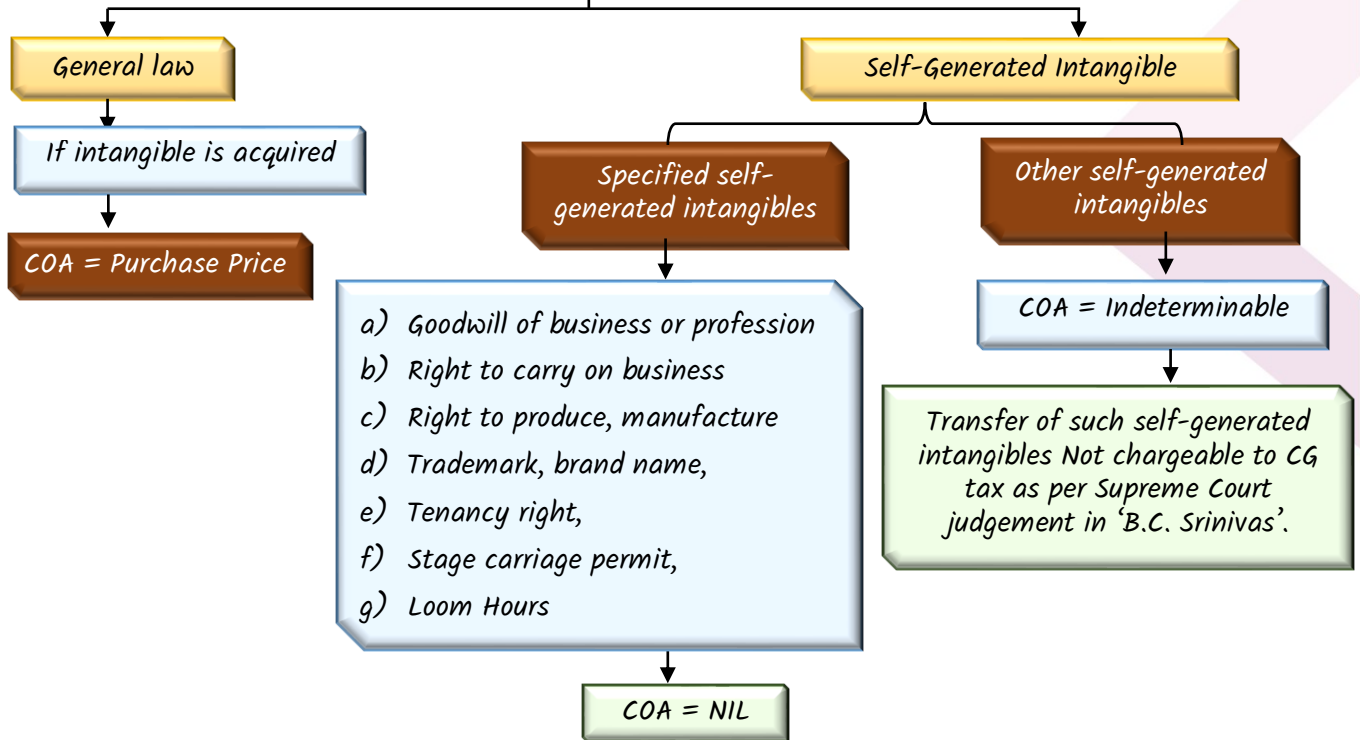 General law
Self-Generated Intangible
If intangible is acquired
COA = Purchase Price
Specified self-
generated intangibles
Other self-generated
intangibles
a) Goodwill of business or profession
b) Right to carry on business
c) Right to produce, manufacture
d) Trademark, brand name,
e) Tenancy right,
f) Stage carriage permit,
g) Loom Hours
COA = NIL
COA = Indeterminable
Transfer of such self-generated
intangibles Not chargeable to CG
tax as per Supreme Court
judgement in ‘B.C. Srinivas’.